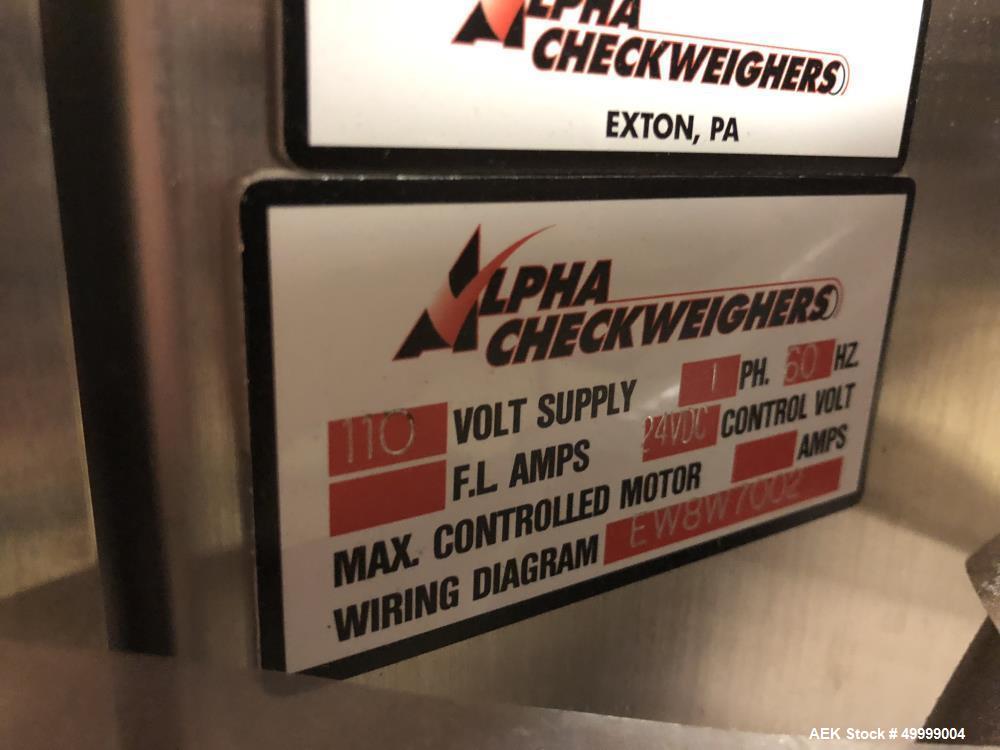 ALPHA
CHECKWEIGHERS
EXTON, PA
ALPHA
CHECKWEIGHERS
110 VOLT SUPPLY 1 PH. 60 HZ.
F.L. AMPS 24VDC CONTROL VOLT
MAX. CONTROLLED MOTOR AMPS
WIRING DIAGRAM EW8W7002
AEK Stock # 49999004